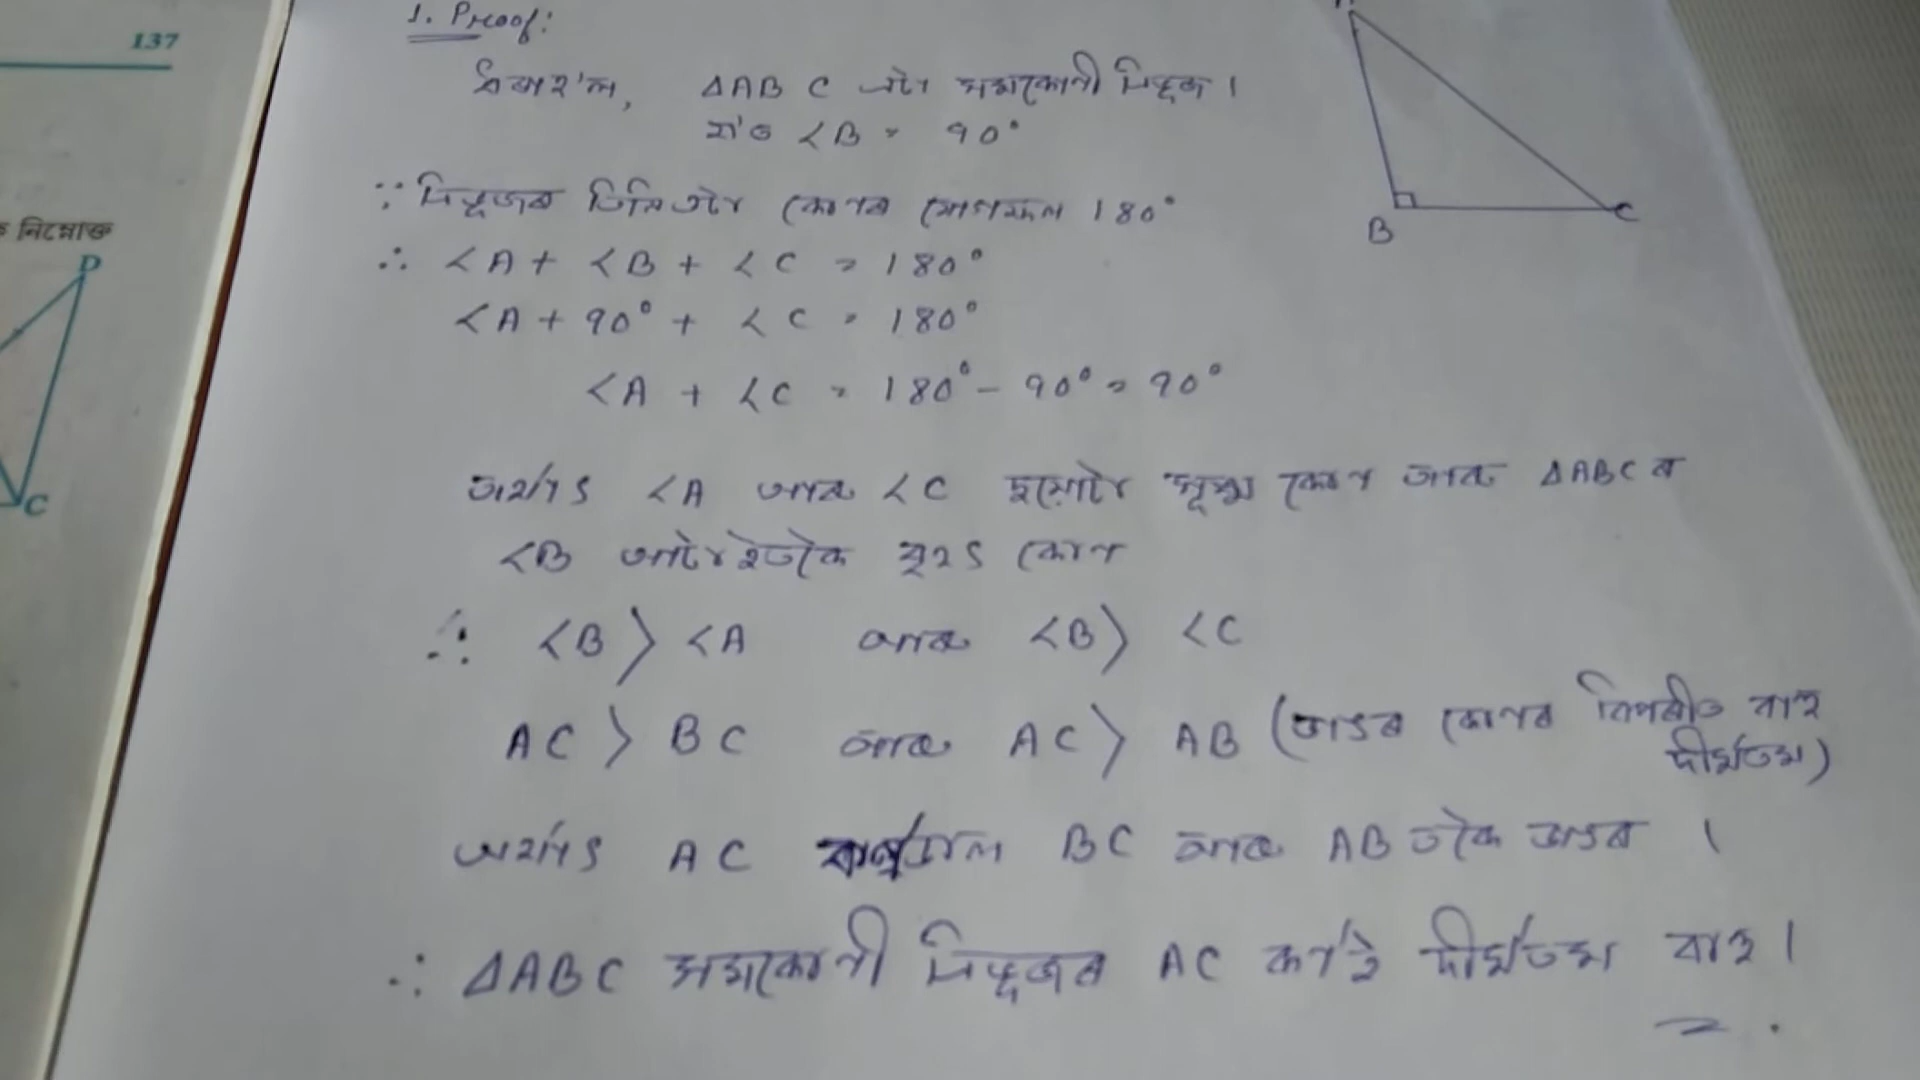 137
নিম্নোক্ত
D
C
1. Proof:
ধৰাহ'ল, ΔABC এটা সমকোণী ত্ৰিভূজ।
য'ত <B = 90°
A
B
C
∵ ত্ৰিভূজৰ তিনিওটা কোণৰ যোগফল 180°
∴ <A + <B + <C = 180°
<A + 90° + <C = 180°
<A + <C = 180° - 90° = 90°
অৰ্থাৎ <A আৰু <C দুয়োটা সূক্ষ্ম কোণ আৰু ΔABC ৰ
<B আটাইতকৈ বৃহৎ কোণ
∴ <B > <A আৰু <B > <C
AC > BC আৰু AC > AB (ডাঙৰ কোণৰ বিপৰীত বাহু
দীৰ্ঘতম)
অৰ্থাৎ AC BC আৰু AB তকৈ ডাঙৰ।
∴ ΔABC সমকোণী ত্ৰিভূজৰ AC কৰ্ণই দীৰ্ঘতম বাহু।